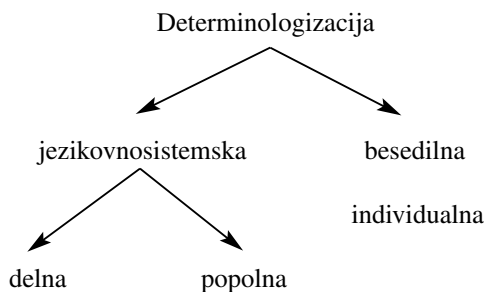 Determinologizacija
jezikovnosistemska
besedilna
individualna
delna
popolna